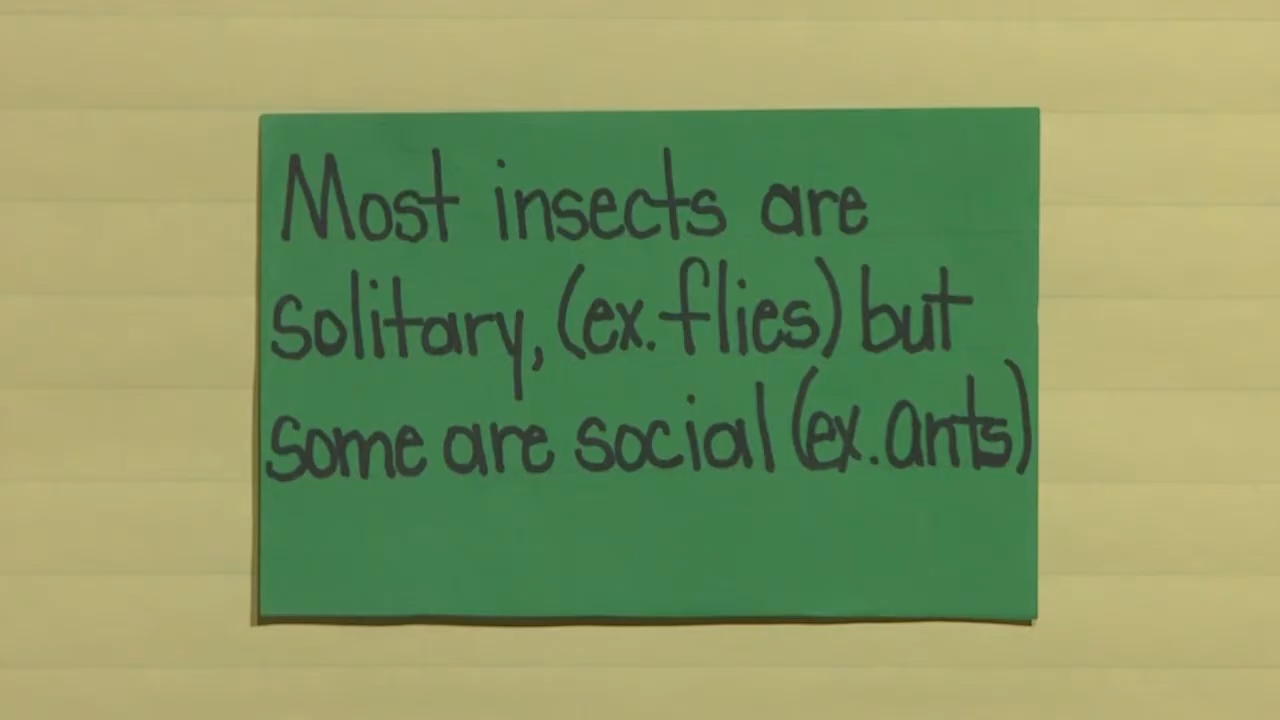 Most insects are
solitary, (ex. flies) but
some are social (ex. ants)